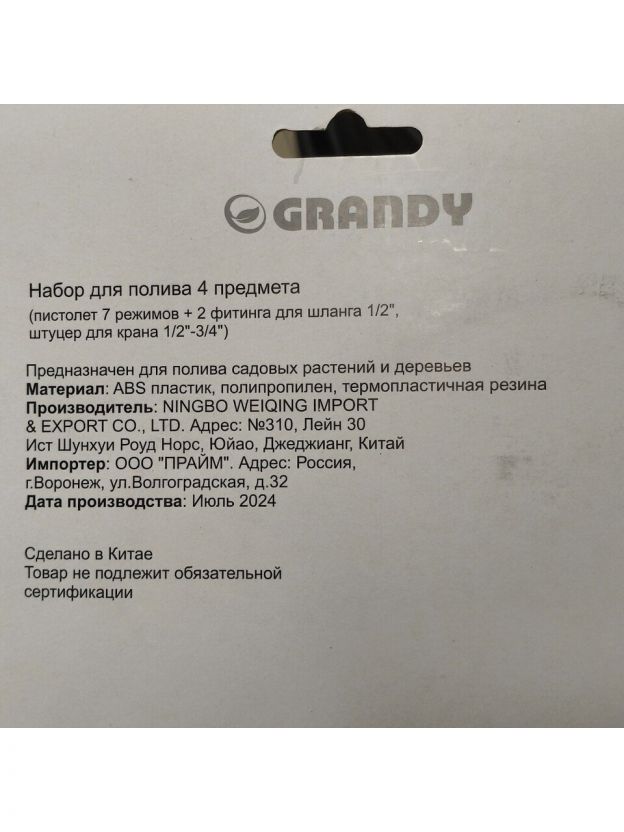 GRANDY
Набор для полива 4 предмета
(пистолет 7 режимов + 2 фитинга для шланга 1/2",
штуцер для крана 1/2"-3/4")
Предназначен для полива садовых растений и деревьев
Материал: ABS пластик, полипропилен, термопластичная резина
Производитель: NINGBO WEIQING IMPORT
& EXPORT CO., LTD. Адрес: №310, Лейн 30
Ист Шунхуи Роуд Норс, Юйао, Джеджианг, Китай
Импортер: ООО "ПРАЙМ". Адрес: Россия,
г.Воронеж, ул.Волгоградская, д.32
Дата производства: Июль 2024
Сделано в Китае
Товар не подлежит обязательной
сертификации